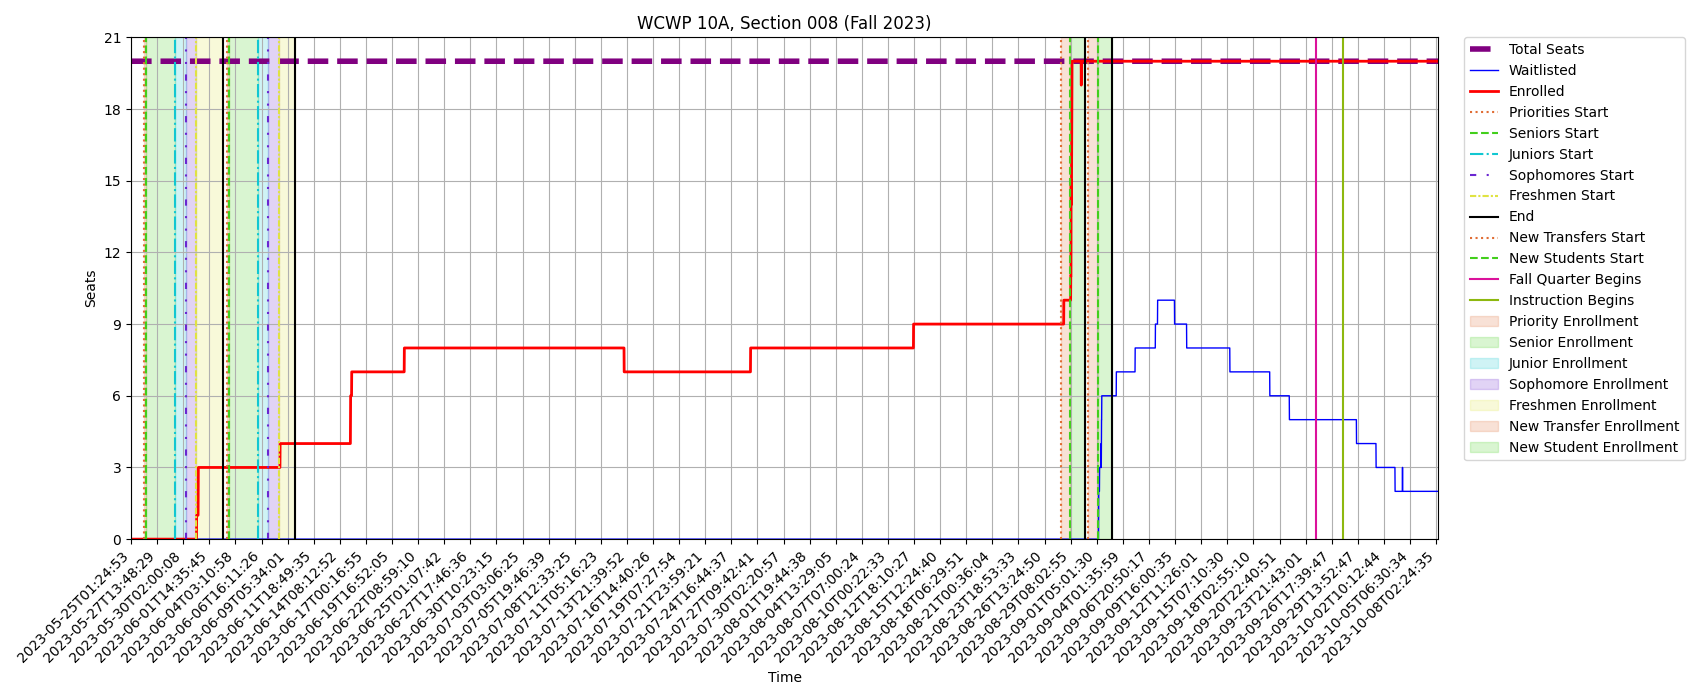 WCWP 10A, Section 008 (Fall 2023)
21
18
15
12
9
6
3
0
Seats
2023-05-25T01:24:53
2023-05-27T13:48:29
2023-05-30T02:00:08
2023-06-01T14:35:45
2023-06-04T03:10:58
2023-06-06T16:11:26
2023-06-09T05:34:01
2023-06-11T18:49:35
2023-06-14T08:12:52
2023-06-17T00:16:55
2023-06-19T16:52:05
2023-06-22T08:59:10
2023-06-25T01:07:42
2023-06-27T17:46:36
2023-06-30T10:23:15
2023-07-03T03:06:25
2023-07-05T19:46:39
2023-07-08T12:33:25
2023-07-11T05:16:23
2023-07-13T21:39:52
2023-07-16T14:40:26
2023-07-19T07:27:54
2023-07-21T23:59:21
2023-07-24T16:44:37
2023-07-27T09:42:41
2023-07-30T02:20:57
2023-08-01T19:44:38
2023-08-04T13:29:05
2023-08-07T07:00:24
2023-08-10T00:22:33
2023-08-12T18:10:27
2023-08-15T12:24:40
2023-08-18T06:29:51
2023-08-21T00:36:04
2023-08-23T18:53:33
2023-08-26T13:24:50
2023-08-29T08:02:55
2023-09-01T05:01:30
2023-09-04T01:35:59
2023-09-06T20:50:17
2023-09-09T16:00:35
2023-09-12T11:26:01
2023-09-15T07:10:30
2023-09-18T02:55:10
2023-09-20T22:40:51
2023-09-23T21:43:01
2023-09-26T17:39:47
2023-09-29T13:52:47
2023-10-02T10:12:44
2023-10-05T06:30:34
2023-10-08T02:24:35
Time
Total Seats
Waitlisted
Enrolled
Priorities Start
Seniors Start
Juniors Start
Sophomores Start
Freshmen Start
End
New Transfers Start
New Students Start
Fall Quarter Begins
Instruction Begins
Priority Enrollment
Senior Enrollment
Junior Enrollment
Sophomore Enrollment
Freshmen Enrollment
New Transfer Enrollment
New Student Enrollment